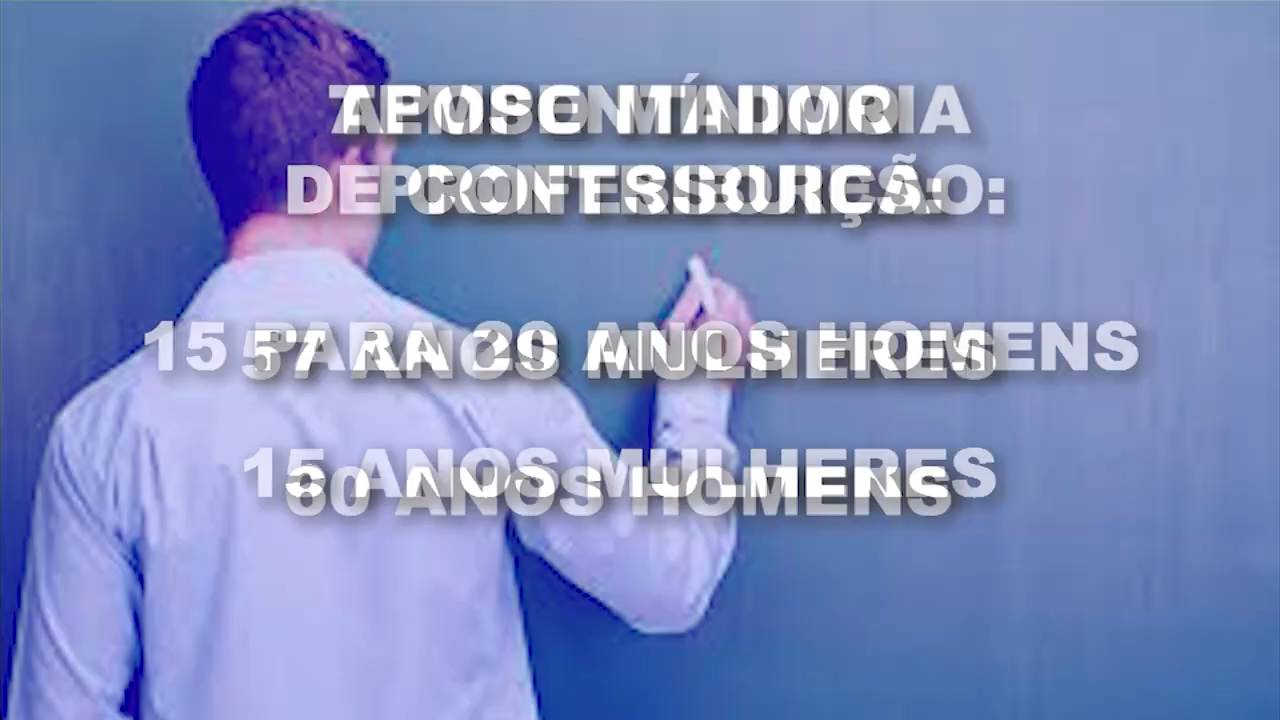 TEMPO MÍNIMO
DE CONTRIBUIÇÃO:
15 PARA 20 ANOS HOMENS
15 ANOS MULHERES
APOSENTADORIA
57 ANOS MULHERES
60 ANOS HOMENS